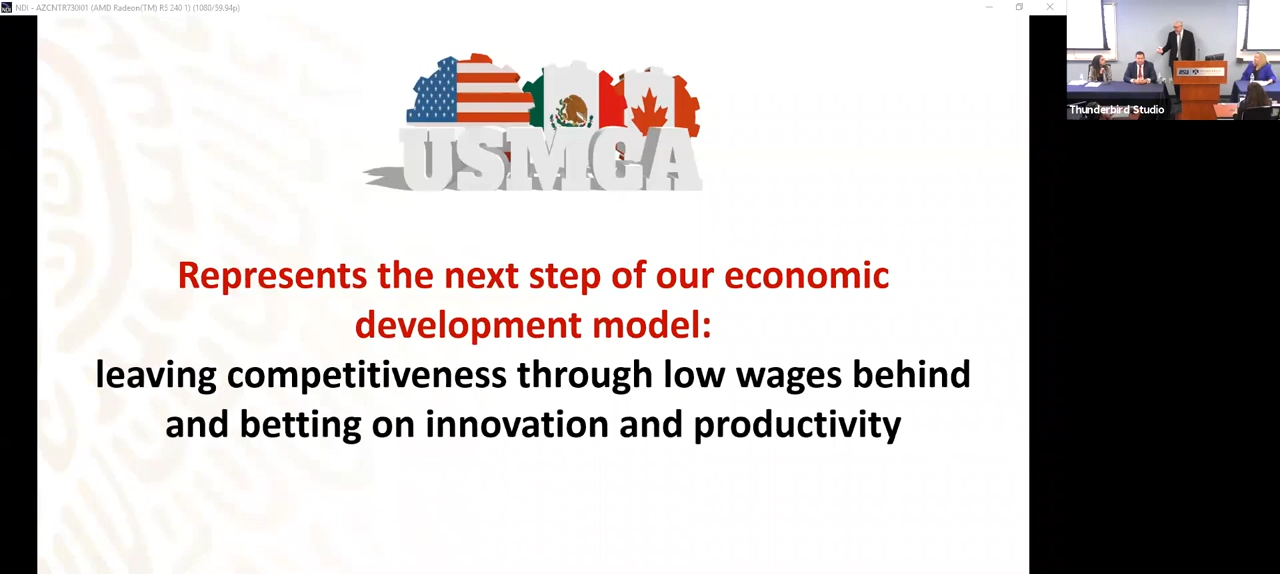 NDI - AZCNTR730I01 (AMD Radeon(TM) RS 240 1) (1080/59.94p)
Thunderbird Studio
USMCA
Represents the next step of our economic
development model:
leaving competitiveness through low wages behind
and betting on innovation and productivity